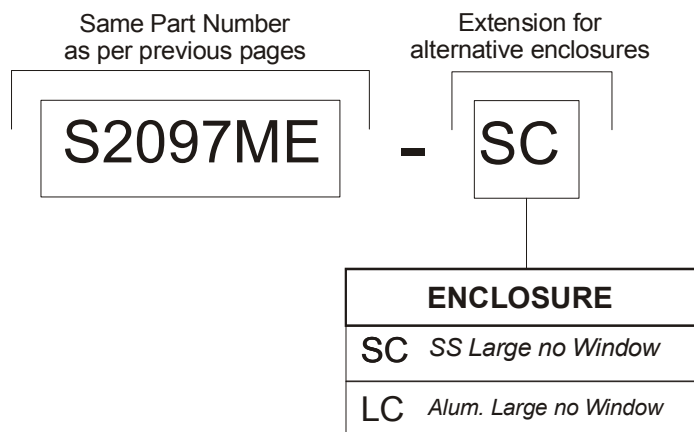 Same Part Number
as per previous pages
Extension for
alternative enclosures
S2097ME - SC
ENCLOSURE
SC SS Large no Window
LC Alum. Large no Window